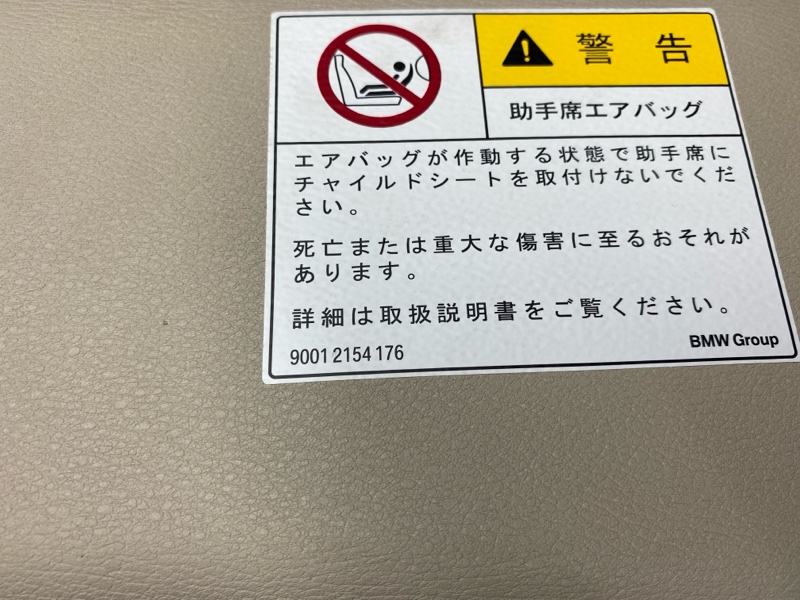 警 告
助手席エアバッグ
エアバッグが作動する状態で助手席に
チャイルドシートを取付けないでくだ
さい。
死亡または重大な傷害に至るおそれが
あります。
詳細は取扱説明書をご覧ください。
9001 2154 176
BMW Group